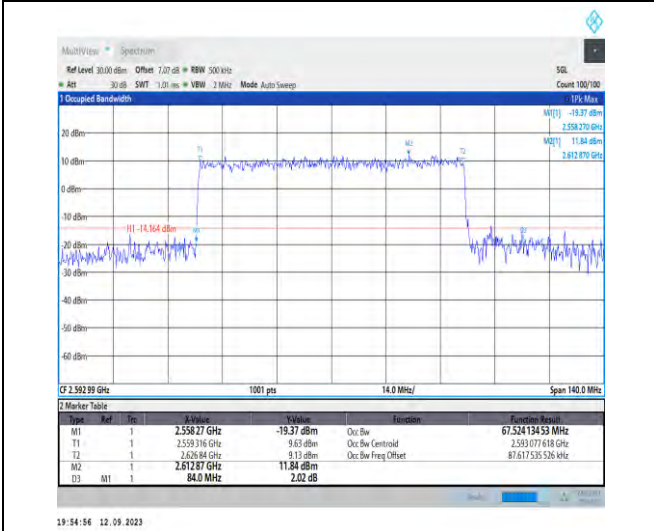 MultiView Spectrum
Ref Level 30.00 dBm Offset 7.07 dB RBW 500 kHz SGL
Att 30 dB SWT 1.01 ms VBW 2 MHz Mode Auto Sweep Count 100/100
1 Occupied Bandwidth 1Pk Max
M1[1] -19.37 dBm
2.558 270 GHz
20 dBm
M2[1] 11.84 dBm
2.612 870 GHz
T1 M2 T2
10 dBm
0 dBm
-10 dBm
H1 -14.164 dBm
M1 D3
-20 dBm
-30 dBm
-40 dBm
-50 dBm
-60 dBm
CF 2.592 99 GHz 1001 pts 14.0 MHz/ Span 140.0 MHz
2 Marker Table
Type Ref Trc X-Value Y-Value Function Function Result
M1 1 2.558 27 GHz -19.37 dBm Occ Bw 67.524 134 53 MHz
T1 1 2.559 316 GHz 9.63 dBm Occ Bw Centroid 2.593 077 618 GHz
T2 1 2.626 84 GHz 9.13 dBm Occ Bw Freq Offset 87.617 535 526 kHz
M2 1 2.612 87 GHz 11.84 dBm
D3 M1 1 84.0 MHz 2.02 dB
19:54:56 12.09.2023